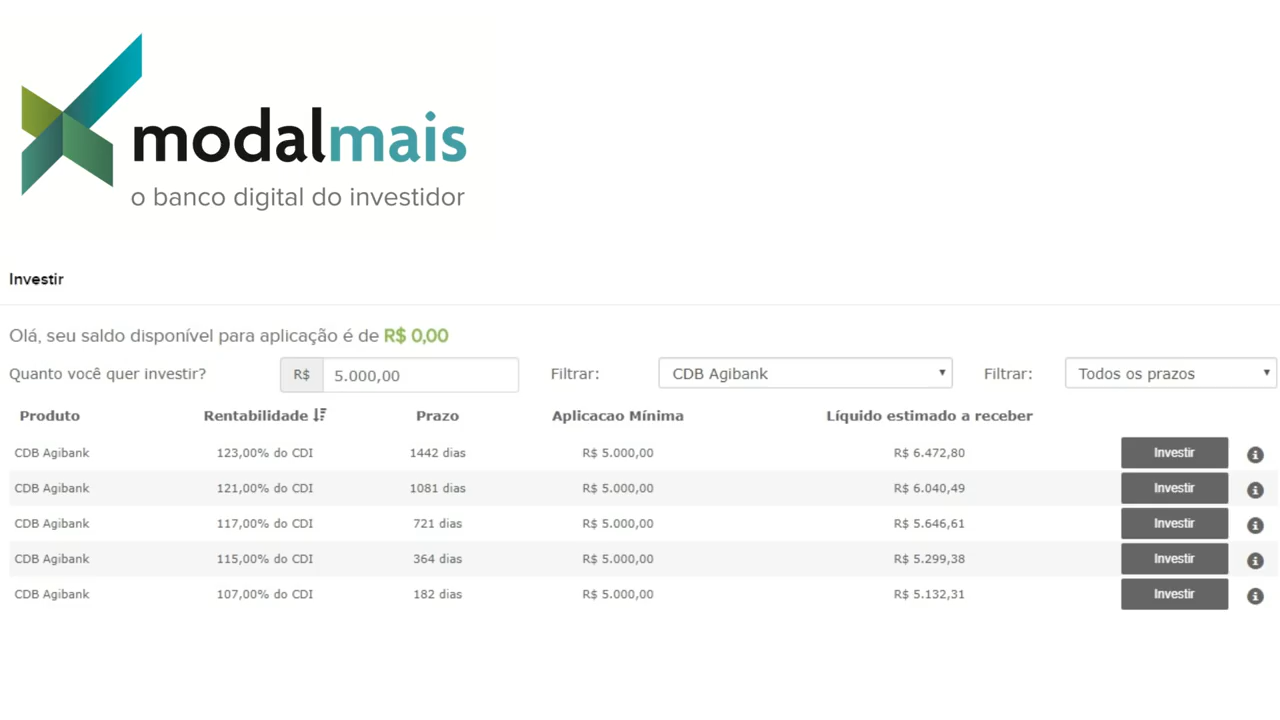 modalmais
o banco digital do investidor
Investir
Olá, seu saldo disponível para aplicação é de R$ 0,00
Quanto você quer investir? R$ 5.000,00 Filtrar: CDB Agibank Filtrar: Todos os prazos
Produto Rentabilidade Prazo Aplicacao Mínima Líquido estimado a receber
CDB Agibank 123,00% do CDI 1442 dias R$ 5.000,00 R$ 6.472,80 Investir
CDB Agibank 121,00% do CDI 1081 dias R$ 5.000,00 R$ 6.040,49 Investir
CDB Agibank 117,00% do CDI 721 dias R$ 5.000,00 R$ 5.646,61 Investir
CDB Agibank 115,00% do CDI 364 dias R$ 5.000,00 R$ 5.299,38 Investir
CDB Agibank 107,00% do CDI 182 dias R$ 5.000,00 R$ 5.132,31 Investir